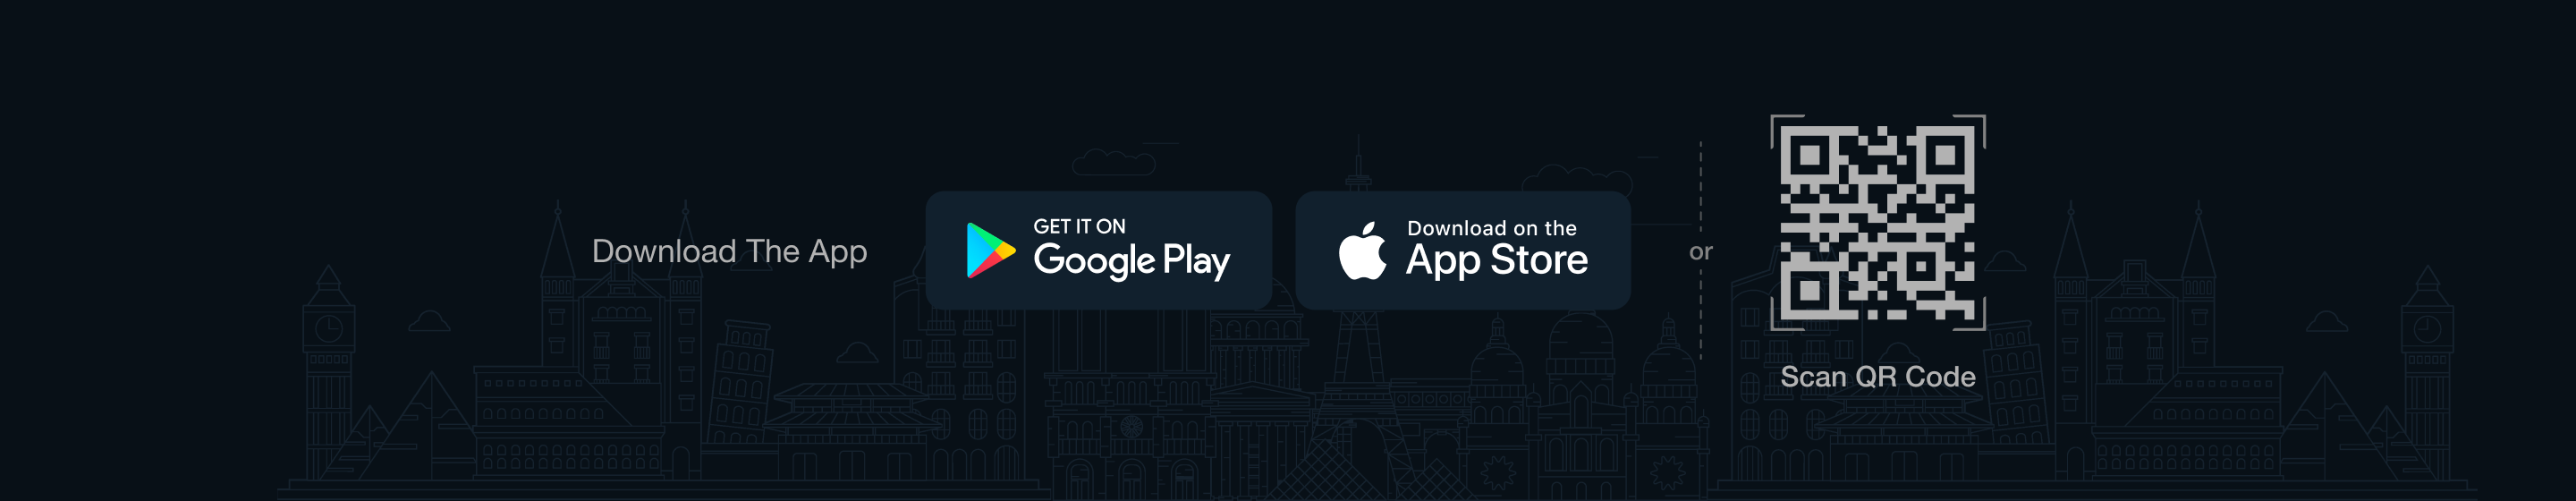 Download The App
GET IT ON
Google Play
Download on the
App Store
or
Scan QR Code